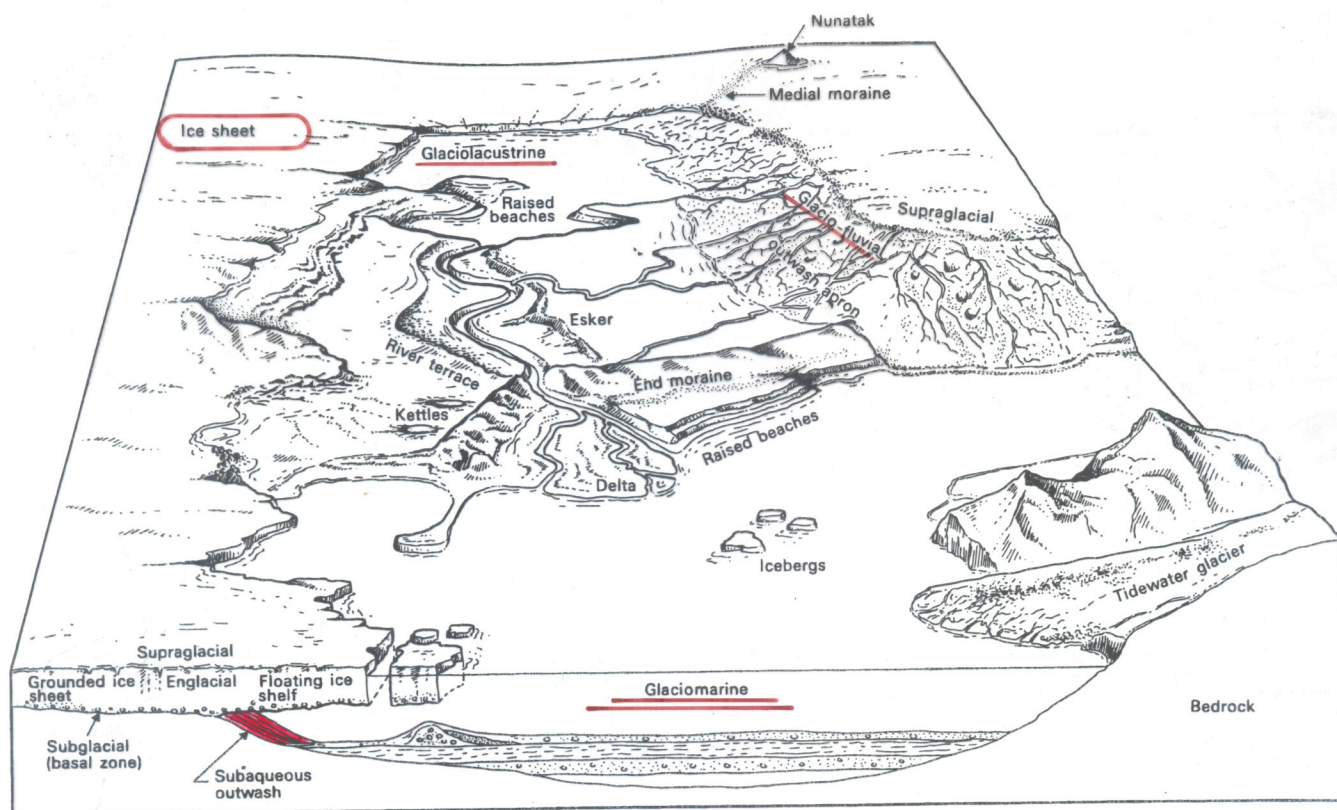 Nunatak
Medial moraine
Ice sheet
Glaciolacustrine
Raised
beaches
Glacio-fluvial
outwash apron
Supraglacial
Esker
River terrace
End moraine
Kettles
Raised beaches
Delta
Icebergs
Tidewater glacier
Supraglacial
Grounded ice
sheet
Englacial
Floating ice
shelf
Glaciomarine
Bedrock
Subglacial
(basal zone)
Subaqueous
outwash